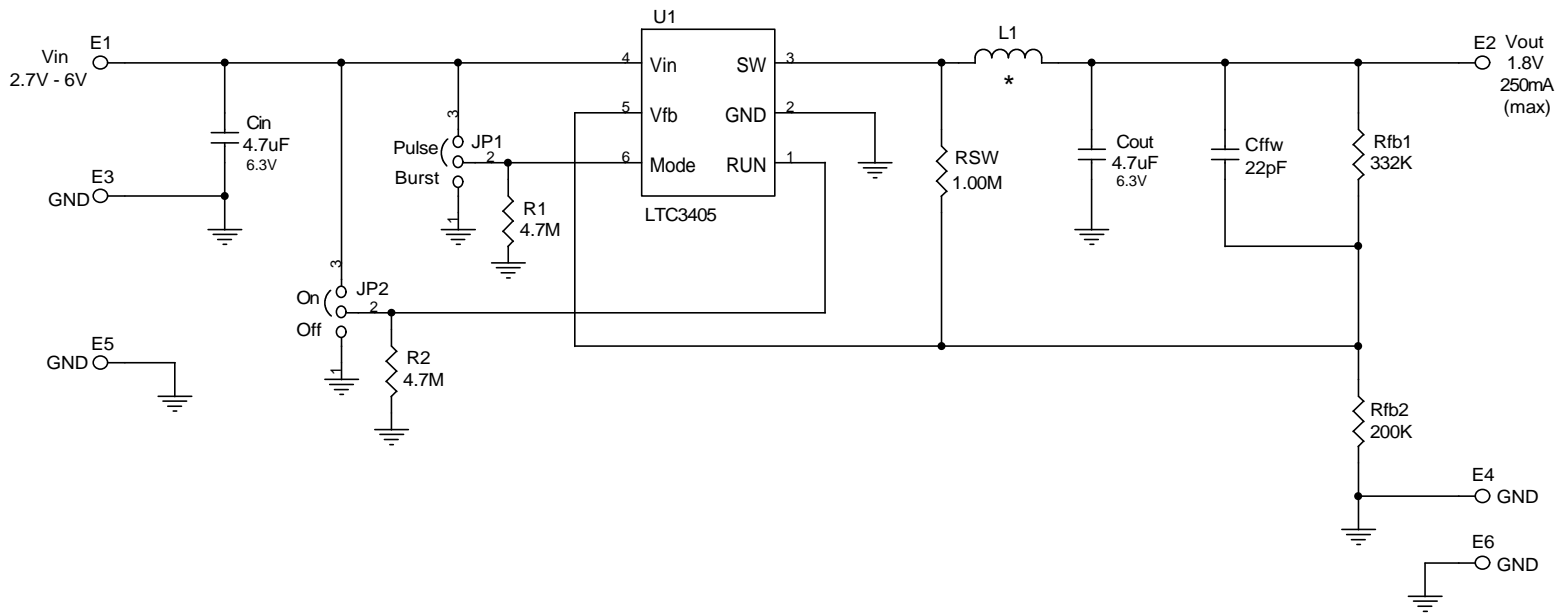 U1
L1
E1
Vin
2.7V - 6V
E2
Vout
1.8V
250mA
(max)
4
Vin
SW
3
5
Vfb
GND
2
6
Mode
RUN
1
LTC3405
*
3
Pulse
JP1
2
Burst
1
Cin
4.7uF
6.3V
R1
4.7M
RSW
1.00M
Cout
4.7uF
6.3V
Cffw
22pF
Rfb1
332K
E3
GND
3
On
JP2
2
Off
1
R2
4.7M
E5
GND
Rfb2
200K
E4
GND
E6
GND